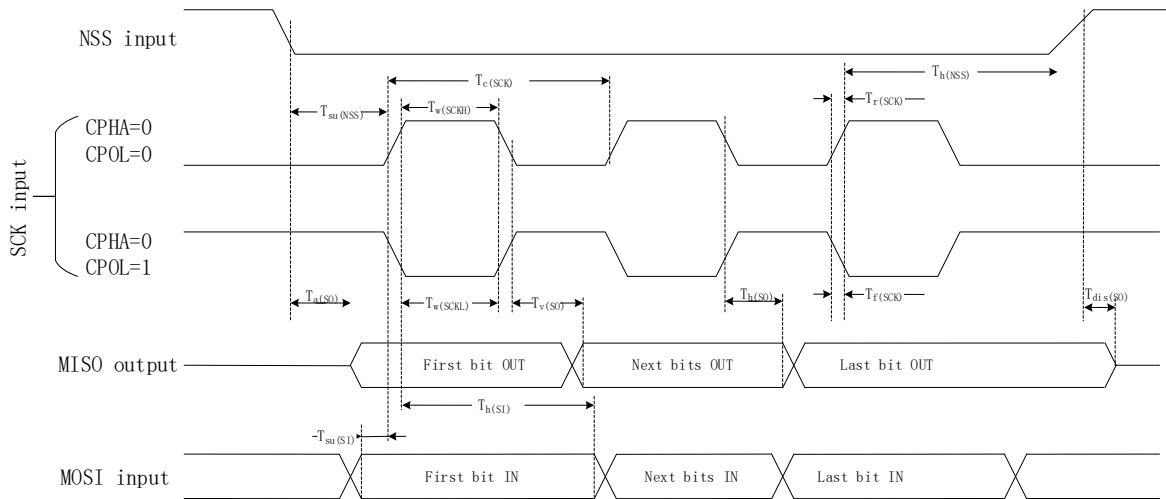 NSS input
Tc(SCK)
Th(NSS)
Tsu(NSS)
Tw(SCKH)
Tr(SCK)
CPHA=0
CPOL=0
SCK input
CPHA=0
CPOL=1
Ta(SO)
Tw(SCKL)
Tv(SO)
Th(SO)
Tf(SCK)
Tdis(SO)
MISO output
First bit OUT
Next bits OUT
Last bit OUT
Th(SI)
Tsu(SI)
MOSI input
First bit IN
Next bits IN
Last bit IN